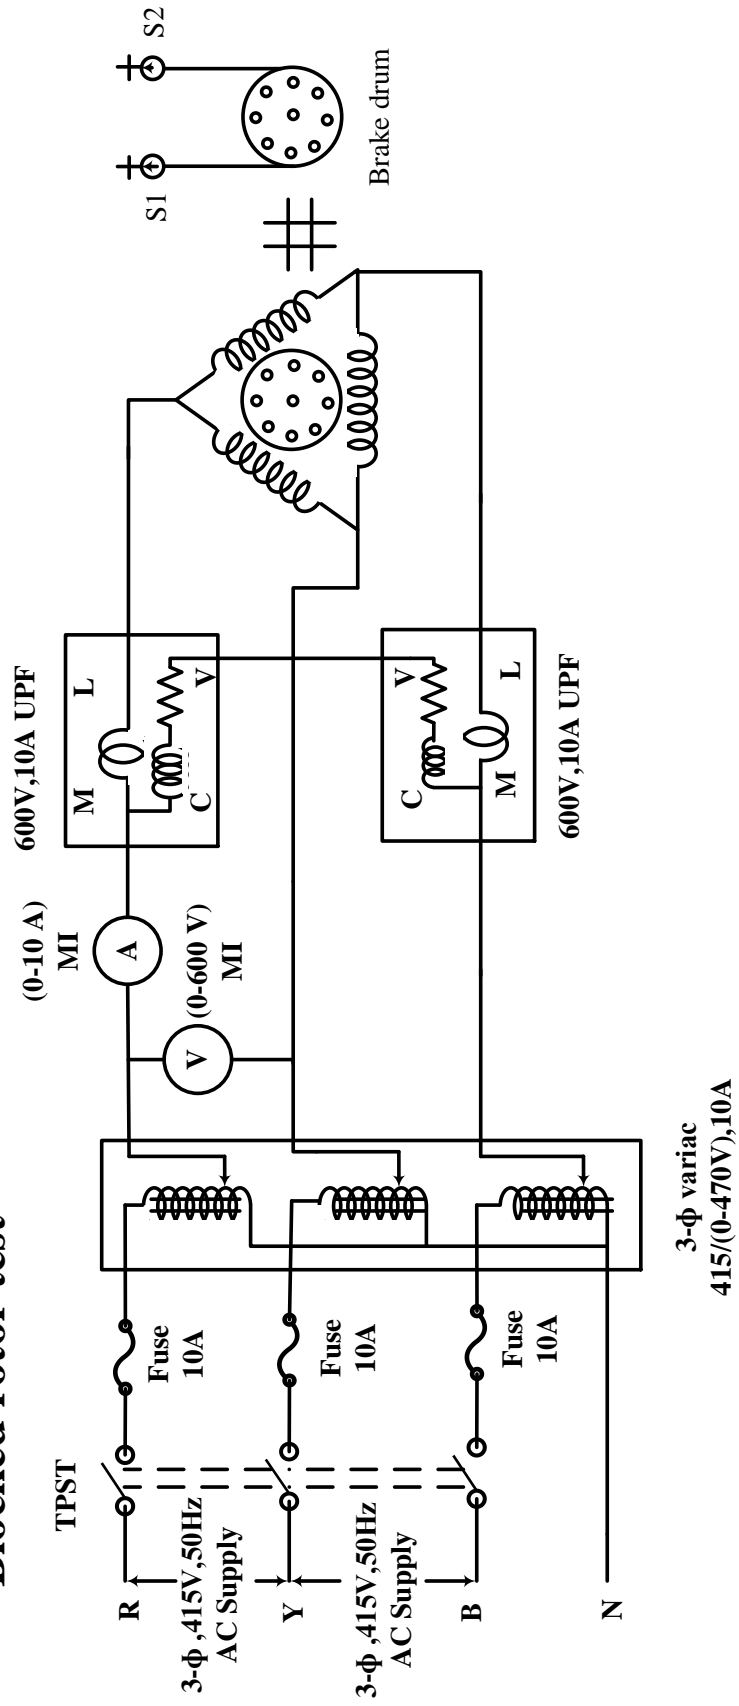 Blocked rotor test
TPST
R
3-ϕ ,415V,50Hz
AC Supply
Y
3-ϕ ,415V,50Hz
AC Supply
B
N
Fuse
10A
Fuse
10A
Fuse
10A
3-ϕ variac
415/(0-470V),10A
V
(0-600 V)
MI
A
(0-10 A)
MI
600V,10A UPF
M
L
C
V
C
V
M
L
600V,10A UPF
S1
S2
Brake drum